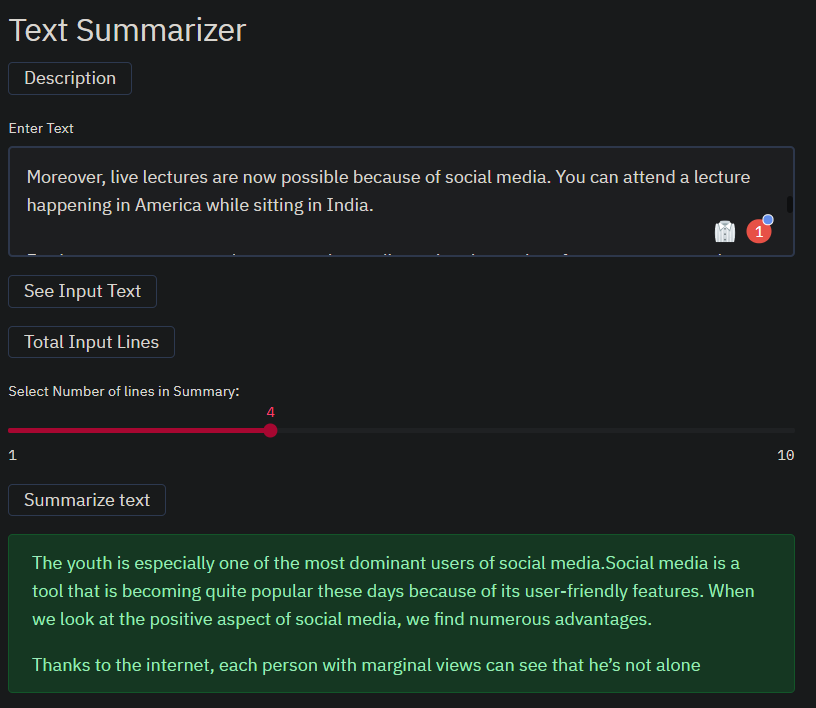 Text Summarizer
Description
Enter Text
Moreover, live lectures are now possible because of social media. You can attend a lecture
happening in America while sitting in India.
1
See Input Text
Total Input Lines
Select Number of lines in Summary:
4
1
10
Summarize text
The youth is especially one of the most dominant users of social media.Social media is a
tool that is becoming quite popular these days because of its user-friendly features. When
we look at the positive aspect of social media, we find numerous advantages.
Thanks to the internet, each person with marginal views can see that he’s not alone